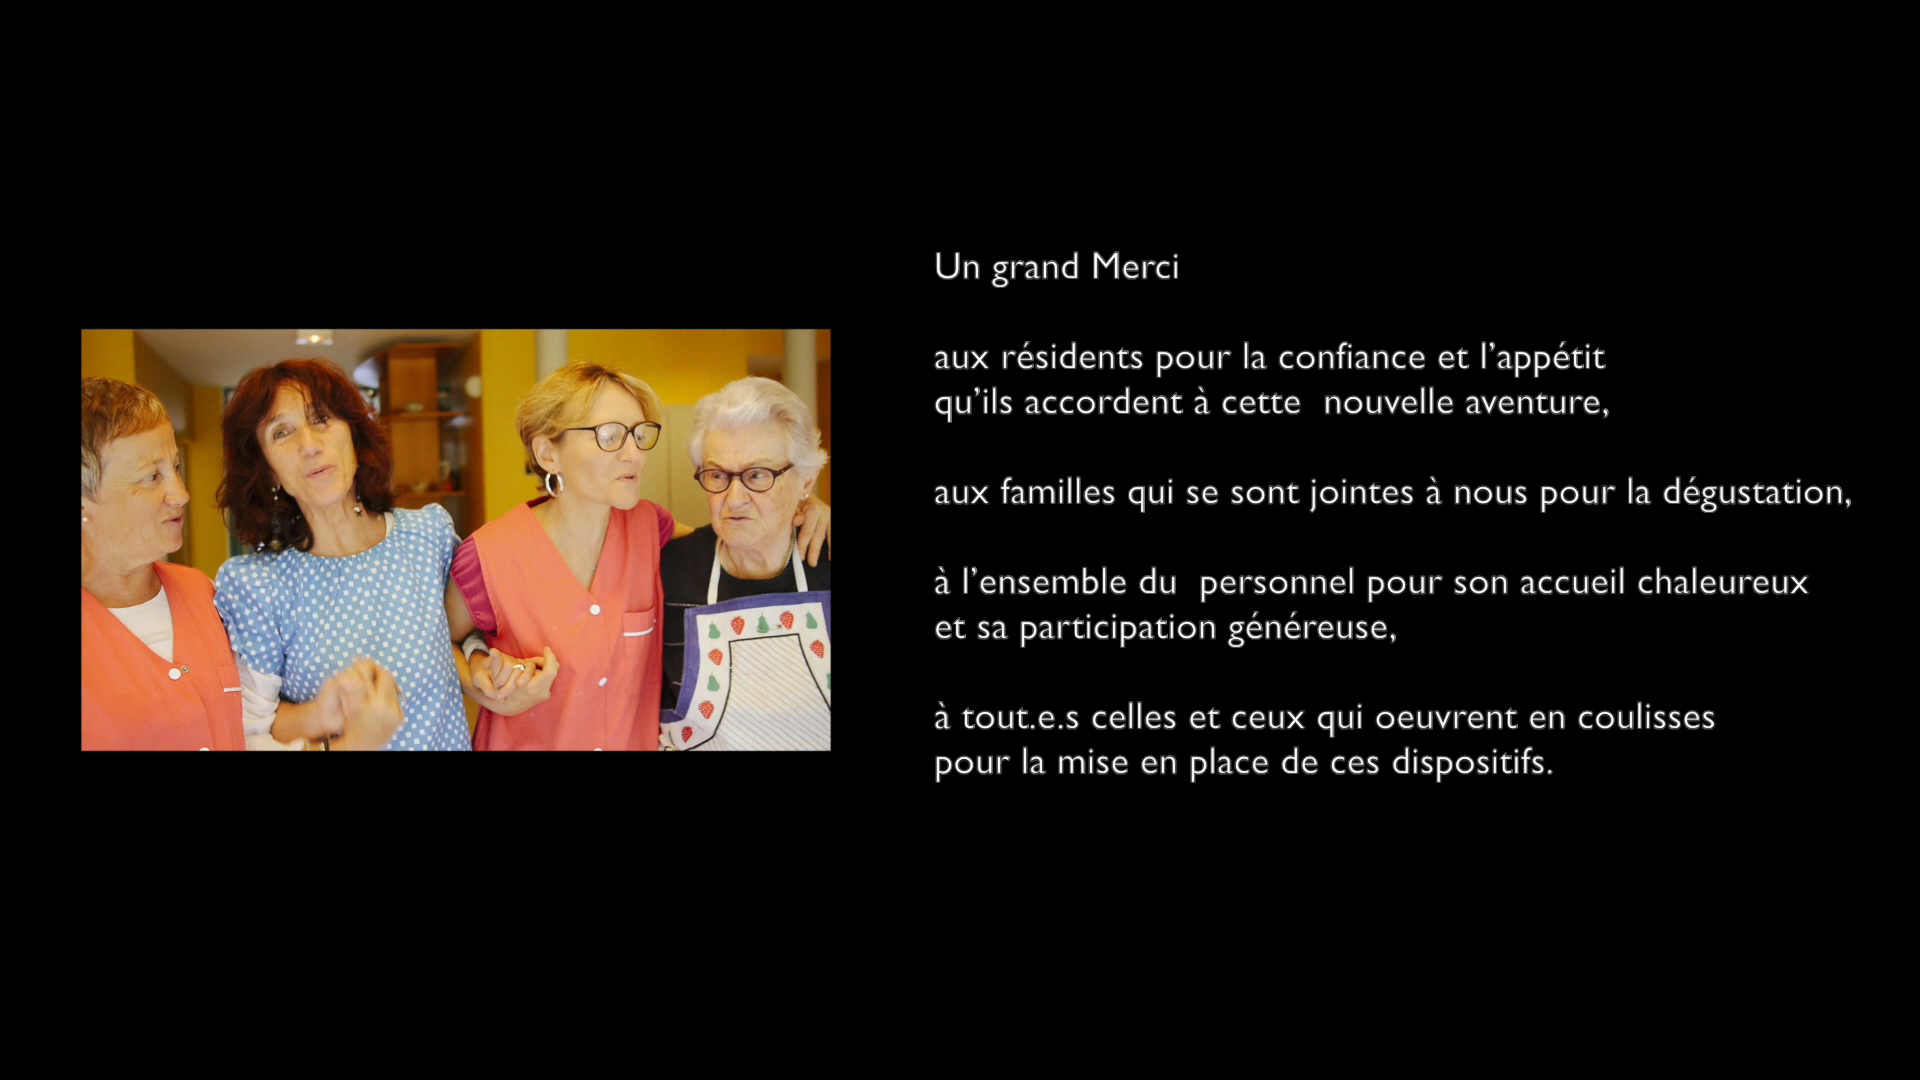 Un grand Merci
aux résidents pour la confiance et l’appétit
qu’ils accordent à cette  nouvelle aventure,
aux familles qui se sont jointes à nous pour la dégustation,
à l’ensemble du  personnel pour son accueil chaleureux
et sa participation généreuse,
à tout.e.s celles et ceux qui oeuvrent en coulisses
pour la mise en place de ces dispositifs.